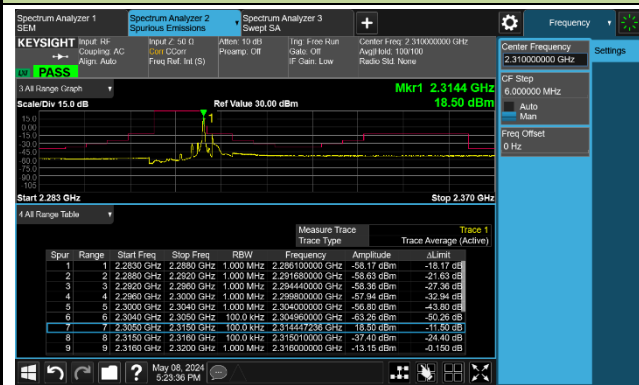 Spectrum Analyzer 1
SEM
Spectrum Analyzer 2
Spurious Emissions
Spectrum Analyzer 3
Swept SA
Frequency
KEYSIGHT
Input: RF
Coupling: AC
Align: Auto
Input Z: 50 Ω
Corr CCorr
Freq Ref: Int (S)
Atten: 10 dB
Preamp: Off
Trig: Free Run
Gate: Off
IF Gain: Low
Center Freq: 2.310000000 GHz
Avg|Hold: 100/100
Radio Std: None
LW PASS
3 All Range Graph
Mkr1 2.3144 GHz
Scale/Div 15.0 dB
Ref Value 30.00 dBm
18.50 dBm
15.0
0.00
-15.0
-30.0
-45.0
-60.0
-75.0
-90.0
-105
1
Start 2.283 GHz
Stop 2.370 GHz
4 All Range Table
Measure Trace Trace 1
Trace Type Trace Average (Active)
Spur Range Start Freq Stop Freq RBW Frequency Amplitude ΔLimit
1 1 2.2830 GHz 2.2880 GHz 1.000 MHz 2.286100000 GHz -58.17 dBm -18.17 dB
2 2 2.2880 GHz 2.2920 GHz 1.000 MHz 2.291680000 GHz -58.63 dBm -21.63 dB
3 3 2.2920 GHz 2.2960 GHz 1.000 MHz 2.294440000 GHz -58.36 dBm -27.36 dB
4 4 2.2960 GHz 2.3000 GHz 1.000 MHz 2.299800000 GHz -57.94 dBm -32.94 dB
5 5 2.3000 GHz 2.3040 GHz 1.000 MHz 2.304000000 GHz -56.80 dBm -43.80 dB
6 6 2.3040 GHz 2.3050 GHz 100.0 kHz 2.304960000 GHz -63.26 dBm -50.26 dB
7 7 2.3050 GHz 2.3150 GHz 100.0 kHz 2.314447236 GHz 18.50 dBm -11.50 dB
8 8 2.3150 GHz 2.3160 GHz 100.0 kHz 2.315010000 GHz -37.40 dBm -24.40 dB
9 9 2.3160 GHz 2.3200 GHz 1.000 MHz 2.316000000 GHz -13.15 dBm -0.150 dB
May 08, 2024
5:23:36 PM
Center Frequency
2.310000000 GHz
Settings
CF Step
6.000000 MHz
Auto
Man
Freq Offset
0 Hz